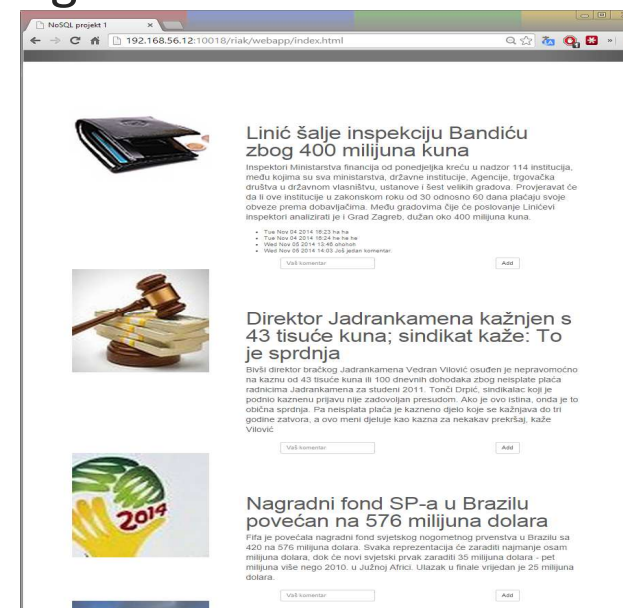 NoSQL projekt 1
192.168.56.12:10018/riak/webapp/index.html
Linić šalje inspekciju Bandiću
zbog 400 milijuna kuna
Inspektori Ministarstva financija od ponedjeljka kreću u nadzor 114 institucija,
među kojima su sva ministarstva, državne institucije, Agencije, trgovačka
društva u državnom vlasništvu, ustanove i šest velikih gradova. Provjeravat će
da li ove institucije u zakonskom roku od 30 odnosno 60 dana plaćaju svoje
obveze prema dobavljačima. Među gradovima čije će poslovanje Linićevi
inspektori analizirati je i Grad Zagreb, dužan oko 400 milijuna kuna.
Tue Nov 04 2014 16:23 ha ha
Tue Nov 04 2014 16:24 he he he
Wed Nov 05 2014 13:46 ohohoh
Wed Nov 05 2014 14:03 Još jedan komentar.
Vaš komentar Add
Direktor Jadrankamena kažnjen s
43 tisuće kuna; sindikat kaže: To
je sprdnja
Bivši direktor bračkog Jadrankamena Vedran Vilović osuđen je nepravomoćno
na kaznu od 43 tisuće kuna ili 100 dnevnih dohodaka zbog neisplate plaća
radnicima Jadrankamena za studeni 2011. Tonči Drpić, sindikalac koji je
podnio kaznenu prijavu nije zadovoljan presudom. Ako je ovo istina, onda je to
obična sprdnja. Pa neisplata plaća je kazneno djelo koje se kažnjava do tri
godine zatvora, a ovo meni djeluje kao kazna za nekakav prekršaj, kaže
Vilović
Vaš komentar Add
2014
Nagradni fond SP-a u Brazilu
povećan na 576 milijuna dolara
Fifa je povećala nagradni fond svjetskog nogometnog prvenstva u Brazilu sa
420 na 576 milijuna dolara. Svaka reprezentacija će zaraditi najmanje osam
milijuna dolara, dok će novi svjetski prvak zaraditi 35 milijuna dolara - pet
milijuna više nego 2010. u Južnoj Africi. Ulazak u finale vrijedan je 25 milijuna
dolara.
Vaš komentar Add